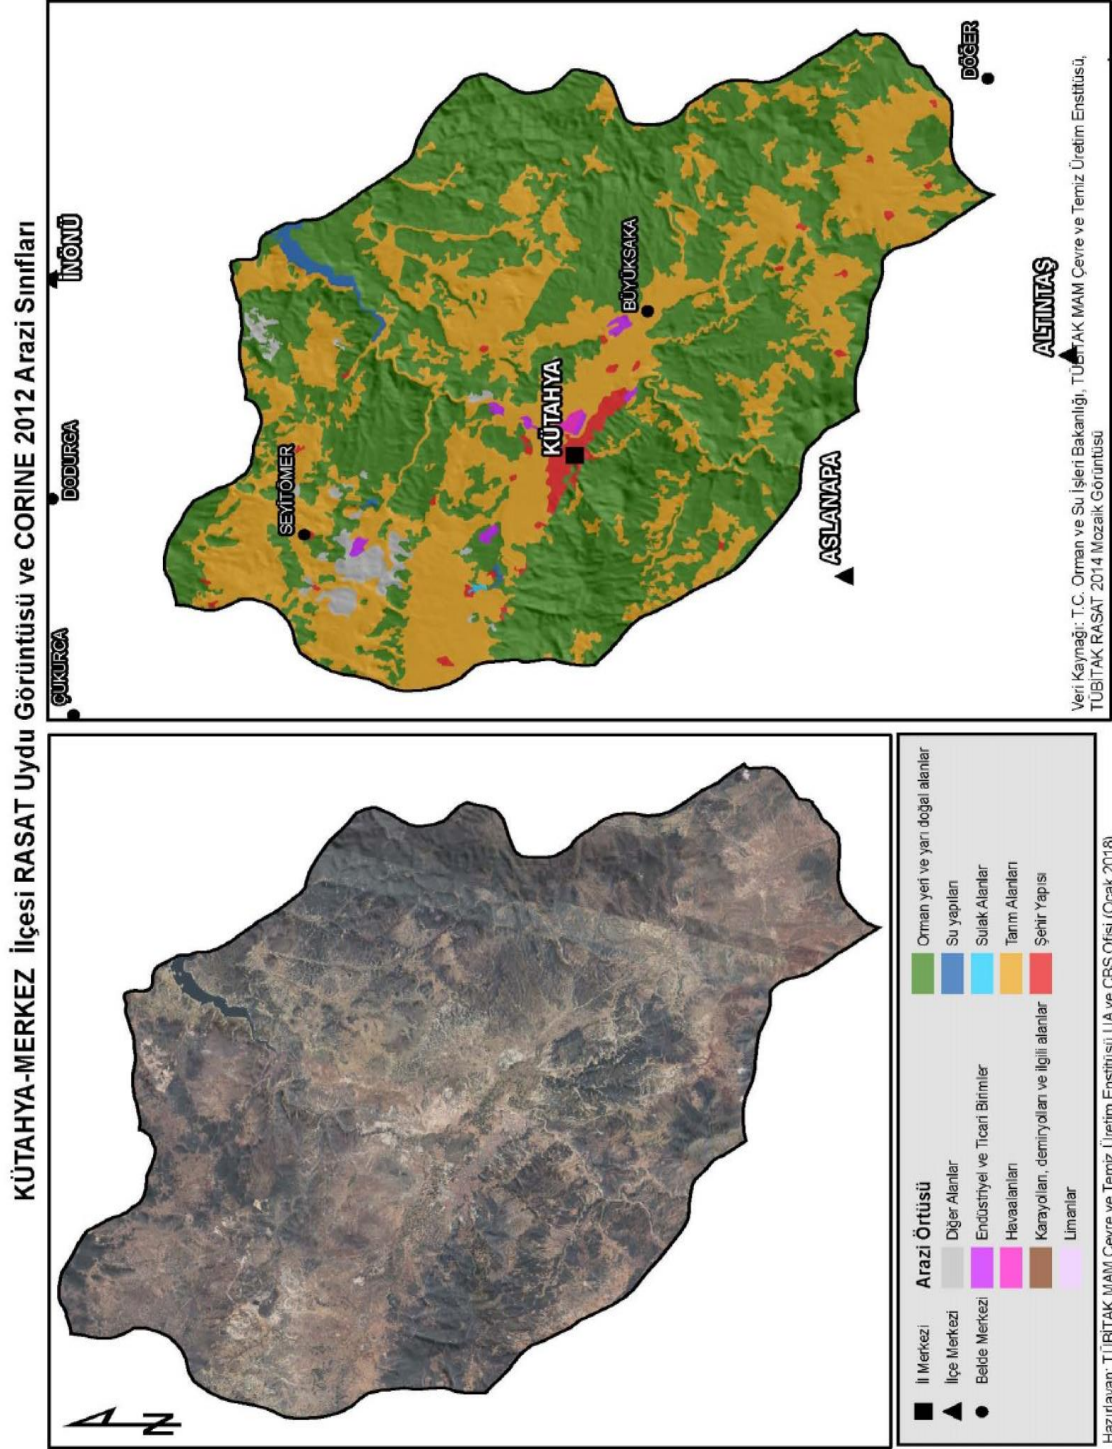 KÜTAHYA-MERKEZ İlçesi RASAT Uydu Görüntüsü ve CORINE 2012 Arazi Sınıfları
N
ÇUKURCA
DODURGA
İNÖNÜ
SEYİTÖMER
KÜTAHYA
BÜYÜKSAKA
DÖĞER
ASLANAPA
ALTINTAŞ
Veri Kaynağı: T.C. Orman ve Su İşleri Bakanlığı, TÜBİTAK MAM Çevre ve Temiz Üretim Enstitüsü,
TÜBİTAK RASAT 2014 Mozaik Görüntüsü
İl Merkezi
İlçe Merkezi
Belde Merkezi
Arazi Örtüsü
Diğer Alanlar
Endüstriyel ve Ticari Birimler
Havaalanları
Karayolları, demiryolları ve ilgili alanlar
Limanlar
Orman yeri ve yarı doğal alanlar
Su yapıları
Sulak Alanlar
Tarım Alanları
Şehir Yapısı
Hazırlayan: TÜBİTAK MAM Çevre ve Temiz Üretim Enstitüsü UA ve CBS Ofisi (Ocak 2018)